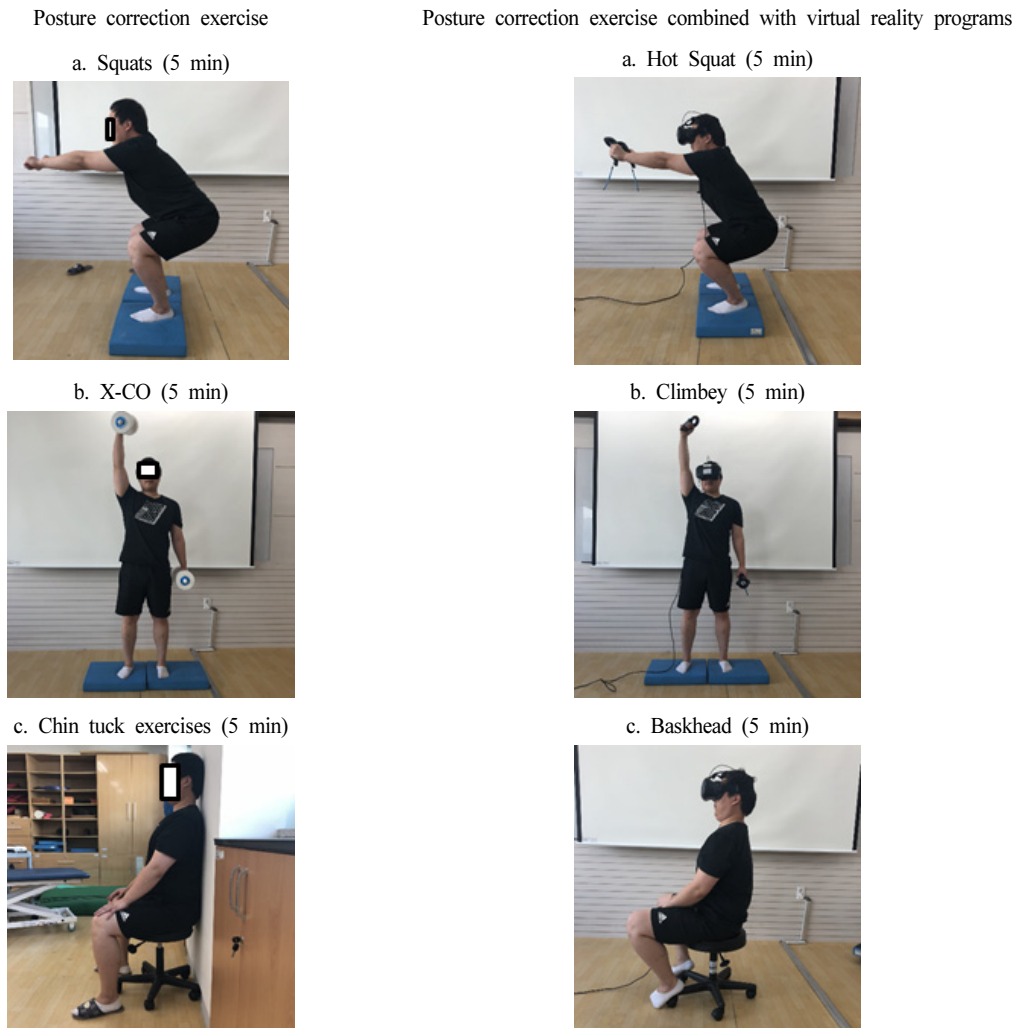 Posture correction exercise
Posture correction exercise combined with virtual reality programs
a. Squats (5 min)
a. Hot Squat (5 min)
b. X-CO (5 min)
b. Climbey (5 min)
c. Chin tuck exercises (5 min)
c. Baskhead (5 min)